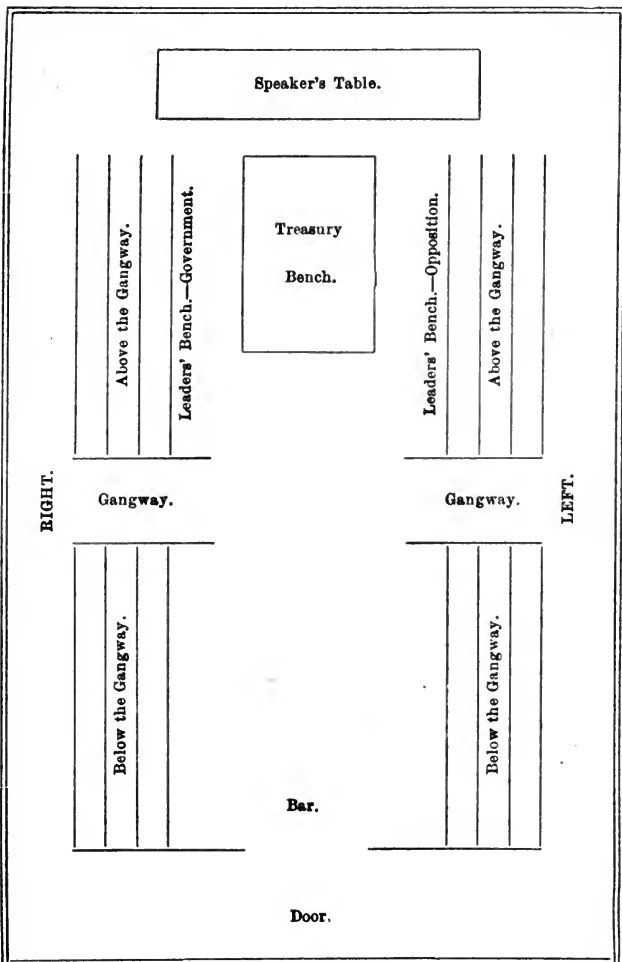 Speaker's Table.
Above the Gangway.
Leaders' Bench.—Government.
Treasury
Bench.
Leaders' Bench.—Opposition.
Above the Gangway.
RIGHT.
Gangway.
Gangway.
LEFT.
Below the Gangway.
Below the Gangway.
Bar.
Door.